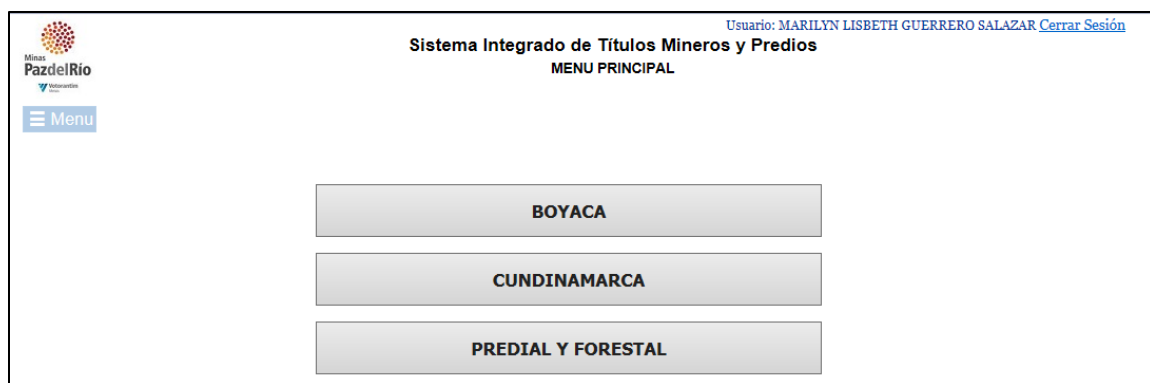 Usuario: MARILYN LISBETH GUERRERO SALAZAR Cerrar Sesión
Sistema Integrado de Títulos Mineros y Predios
MENU PRINCIPAL
Minas
PazdelRío
Votorantim
Menu
BOYACA
CUNDINAMARCA
PREDIAL Y FORESTAL